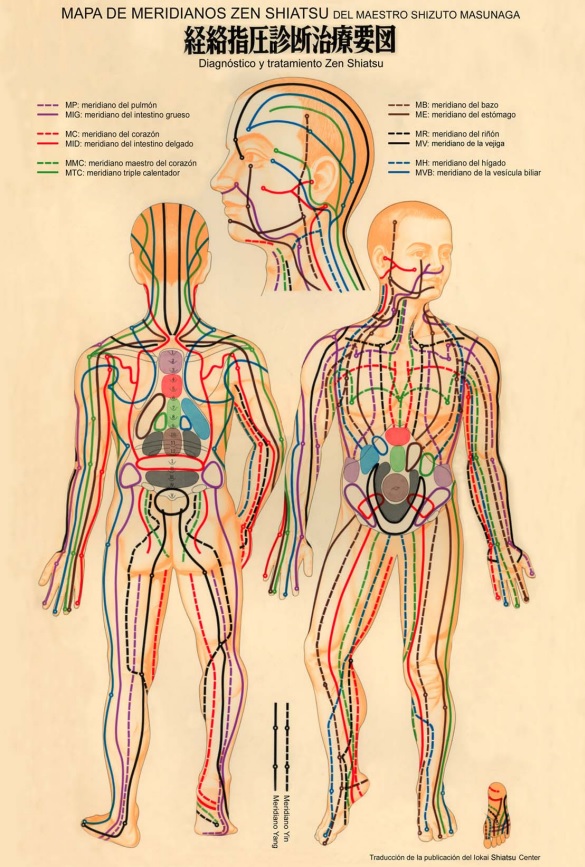 MAPA DE MERIDIANOS ZEN SHIATSU DEL MAESTRO SHIZUTO MASUNAGA
経絡指圧診断治療要図
Diagnóstico y tratamiento Zen Shiatsu
MP: meridiano del pulmón
MIG: meridiano del intestino grueso
MC: meridiano del corazón
MID: meridiano del intestino delgado
MMC: meridiano maestro del corazón
MTC: meridiano triple calentador
MB: meridiano del bazo
ME: meridiano del estómago
MR: meridiano del riñón
MV: meridiano de la vejiga
MH: meridiano del hígado
MVB: meridiano de la vesícula biliar
Meridiano Yin
Meridiano Yang
Traducción de la publicación del Iokai Shiatsu Center